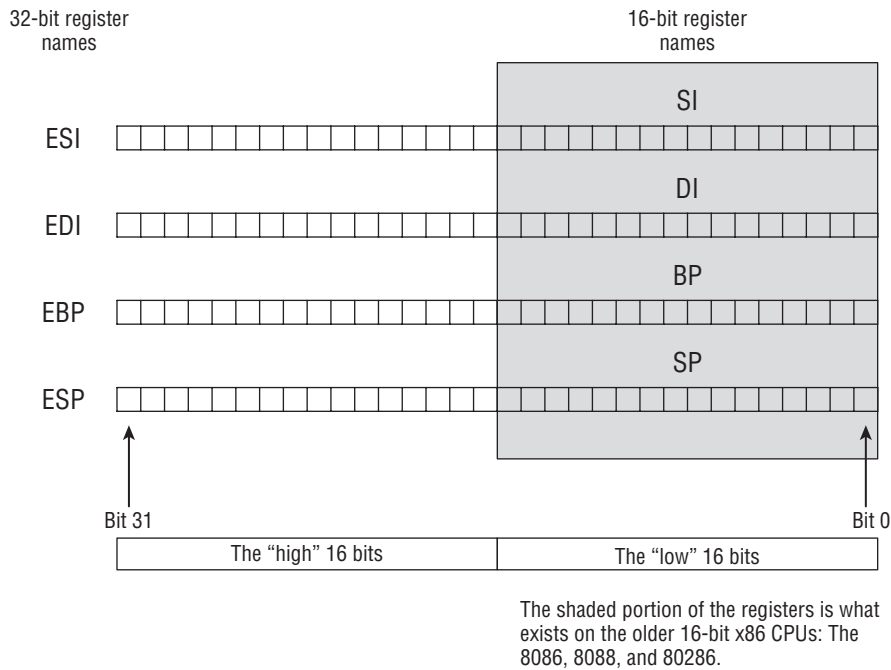 32-bit register
names
16-bit register
names
SI
ESI
DI
EDI
BP
EBP
SP
ESP
Bit 31
Bit 0
The “high” 16 bits
The “low” 16 bits
The shaded portion of the registers is what
exists on the older 16-bit x86 CPUs: The
8086, 8088, and 80286.